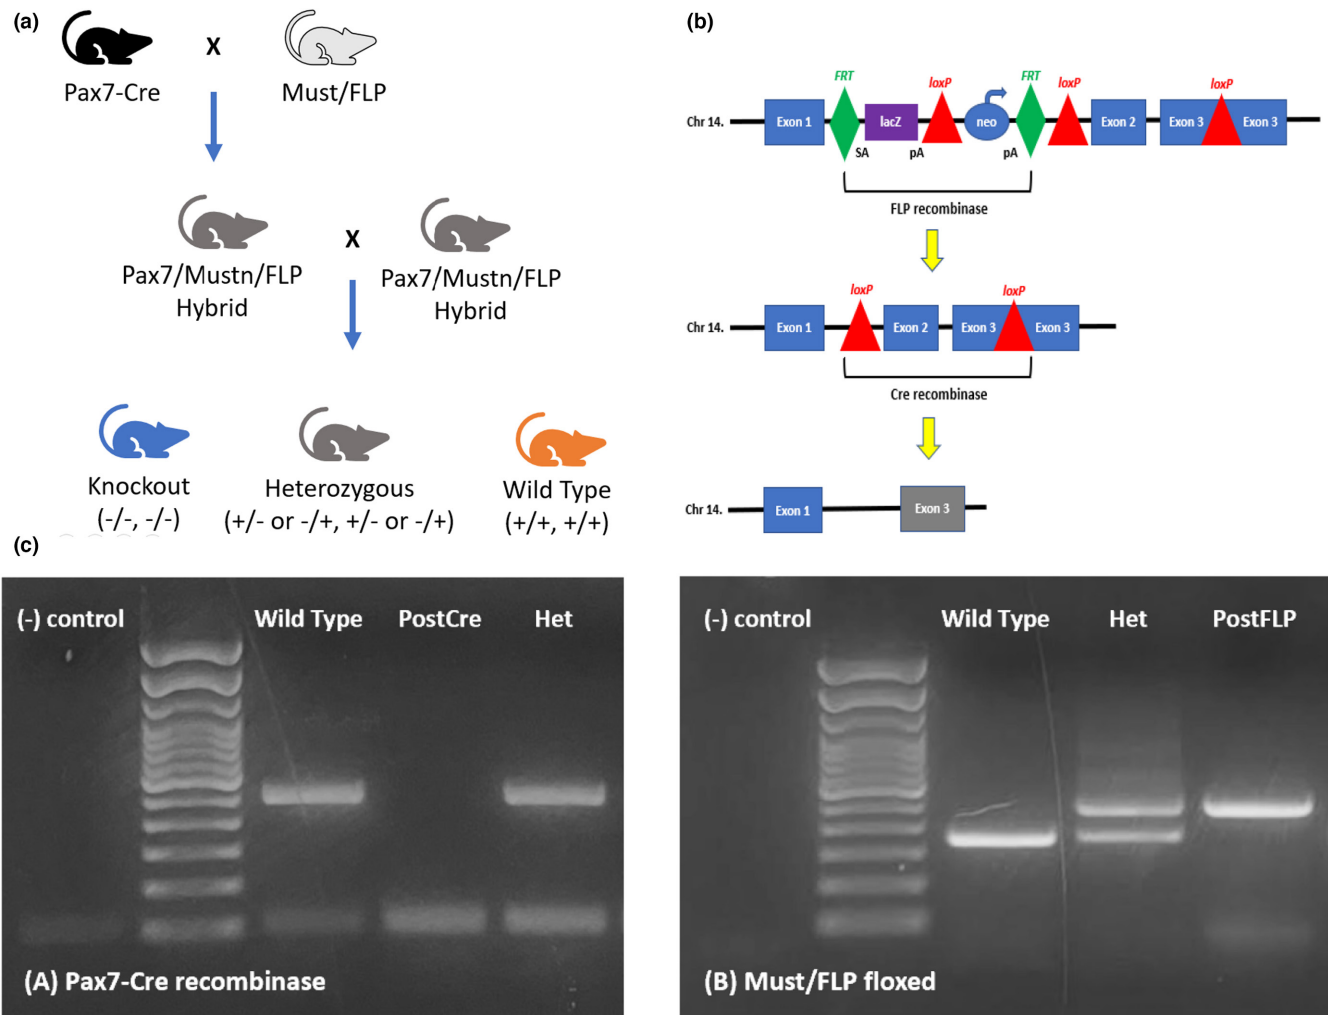 (a)
Pax7-Cre
X
Must/FLP
Pax7/Mustn/FLP
Hybrid
X
Pax7/Mustn/FLP
Hybrid
Knockout
(-/-, -/-)
Heterozygous
(+/- or -/+, +/- or -/+)
Wild Type
(+/+, +/+)
(b)
FRT
loxP
FRT
loxP
loxP
Chr 14.
Exon 1
lacZ
neo
Exon 2
Exon 3
Exon 3
SA
pA
pA
FLP recombinase
loxP
loxP
Chr 14.
Exon 1
Exon 2
Exon 3
Exon 3
Cre recombinase
Chr 14.
Exon 1
Exon 3
(c)
(-) control
Wild Type
PostCre
Het
(A) Pax7-Cre recombinase
(-) control
Wild Type
Het
PostFLP
(B) Must/FLP floxed